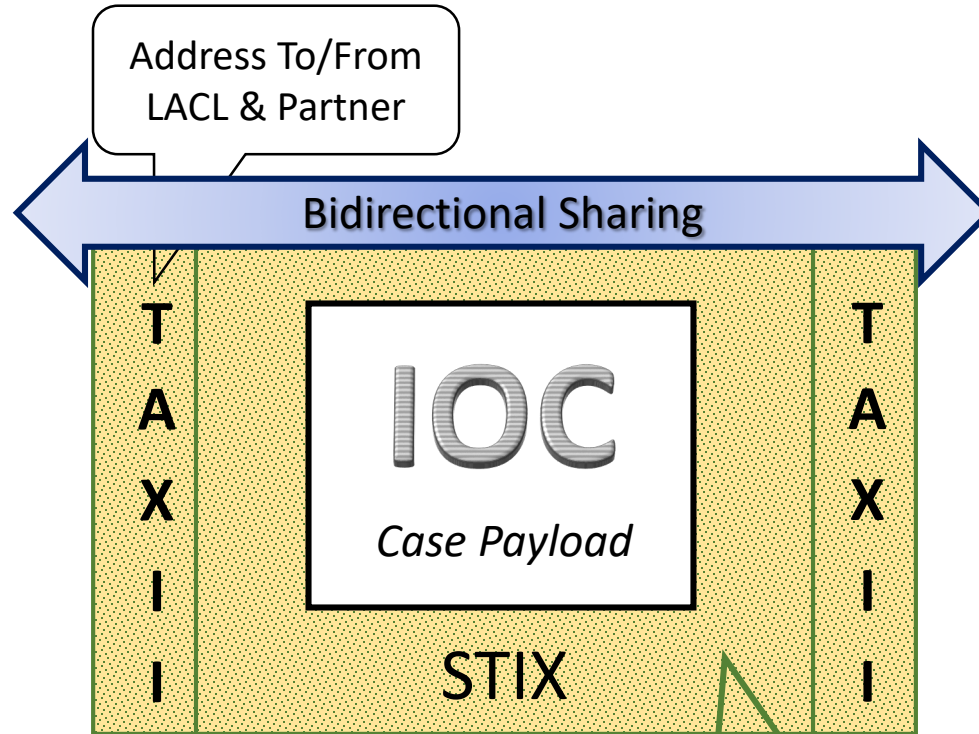 Address To/From
LACL & Partner
Bidirectional Sharing
T
A
X
I
I
IOC
Case Payload
STIX
T
A
X
I
I